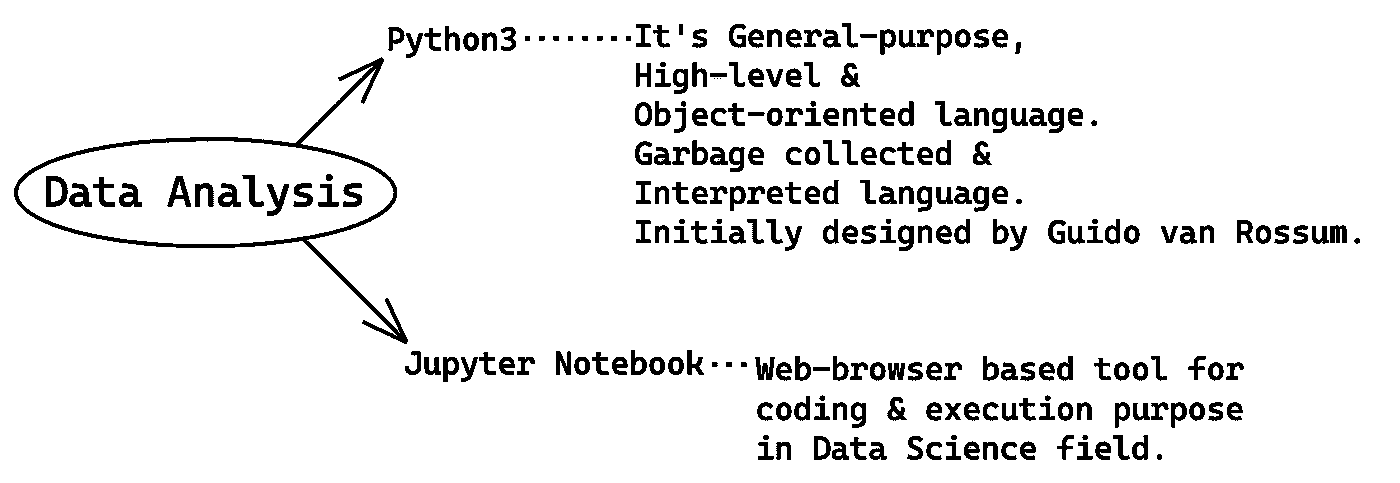 Python3········It's General-purpose,
High-level &
Object-oriented language.
Garbage collected &
Interpreted language.
Initially designed by Guido van Rossum.
Data Analysis
Jupyter Notebook···Web-browser based tool for
coding & execution purpose
in Data Science field.